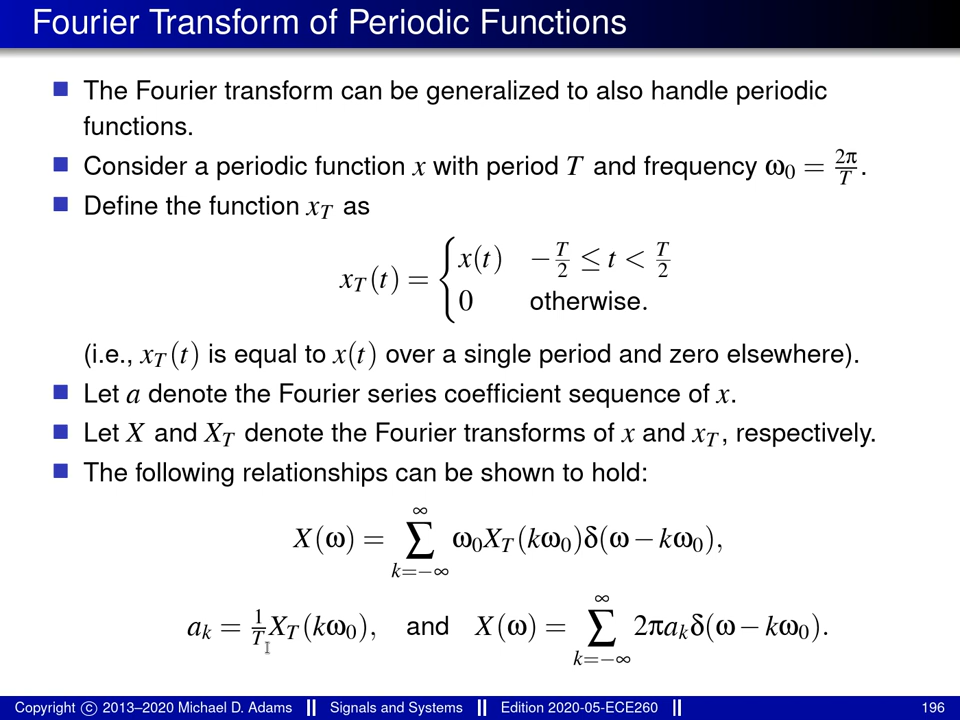 Fourier Transform of Periodic Functions
The Fourier transform can be generalized to also handle periodic
functions.
Consider a periodic function x with period T and frequency ω₀ = 2π/T.
Define the function x_T as
x_T(t) = { x(t)   −T/2 ≤ t < T/2
0   otherwise.
(i.e., x_T(t) is equal to x(t) over a single period and zero elsewhere).
Let a denote the Fourier series coefficient sequence of x.
Let X and X_T denote the Fourier transforms of x and x_T, respectively.
The following relationships can be shown to hold:
X(ω) = ∑_{k=−∞}^{∞} ω₀X_T(kω₀)δ(ω−kω₀),
a_k = 1/T X_T(kω₀),   and   X(ω) = ∑_{k=−∞}^{∞} 2πa_kδ(ω−kω₀).
Copyright © 2013–2020 Michael D. Adams   Signals and Systems   Edition 2020-05-ECE260   196